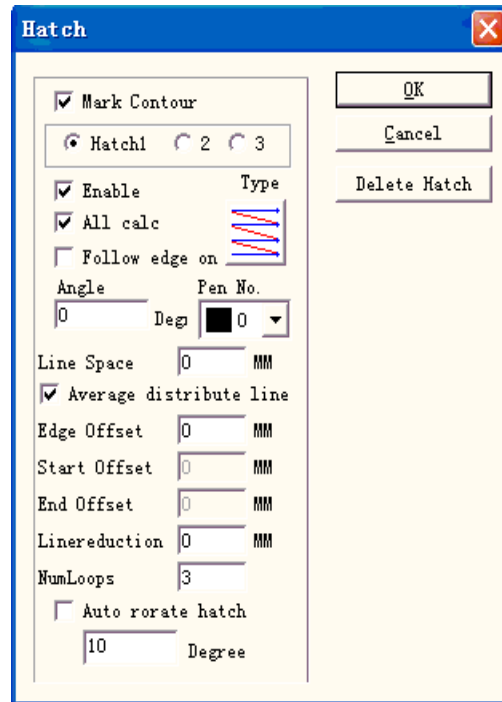 Hatch
Mark Contour
OK
Hatch1 2 3
Cancel
Enable Type
Delete Hatch
All calc
Follow edge on
Angle Pen No.
0 Deg 0
Line Space 0 MM
Average distribute line
Edge Offset 0 MM
Start Offset 0 MM
End Offset 0 MM
Linereduction 0 MM
NumLoops 3
Auto rorate hatch
10 Degree